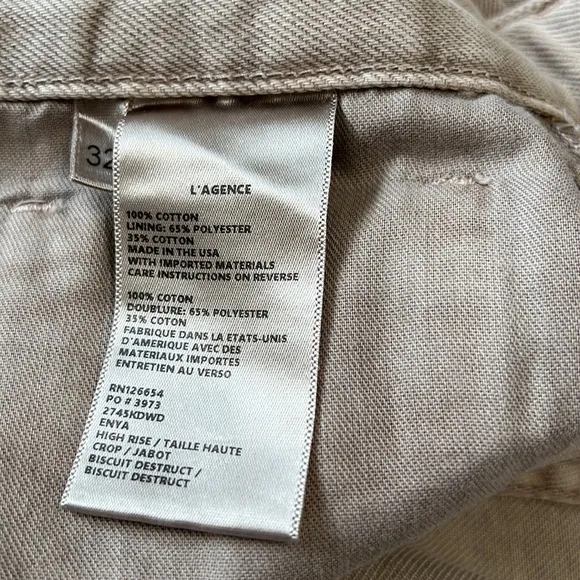 32
L'AGENCE
100% COTTON
LINING: 65% POLYESTER
35% COTTON
MADE IN THE USA
WITH IMPORTED MATERIALS
CARE INSTRUCTIONS ON REVERSE
100% COTON
DOUBLURE: 65% POLYESTER
35% COTON
FABRIQUE DANS LA ETATS-UNIS
D'AMERIQUE AVEC DES
MATERIAUX IMPORTES
ENTRETIEN AU VERSO
RN126654
PO # 3973
2745KDWD
ENYA
HIGH RISE / TAILLE HAUTE
CROP / JABOT
BISCUIT DESTRUCT /
BISCUIT DESTRUCT